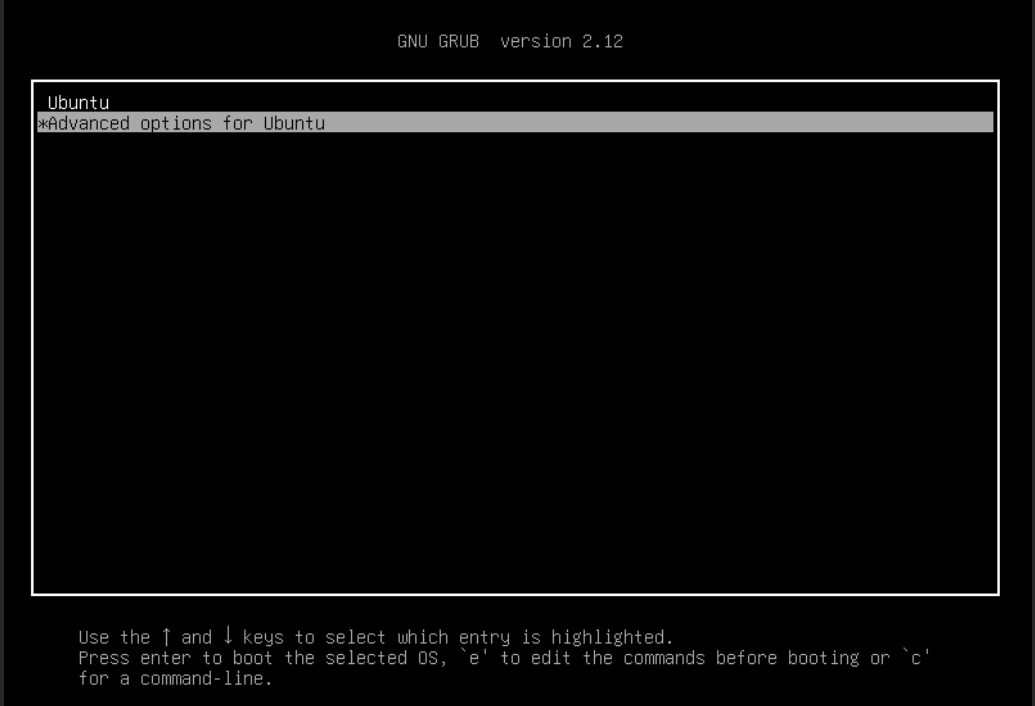 GNU GRUB version 2.12
Ubuntu
*Advanced options for Ubuntu
Use the ↑ and ↓ keys to select which entry is highlighted.
Press enter to boot the selected OS, `e' to edit the commands before booting or `c'
for a command-line.